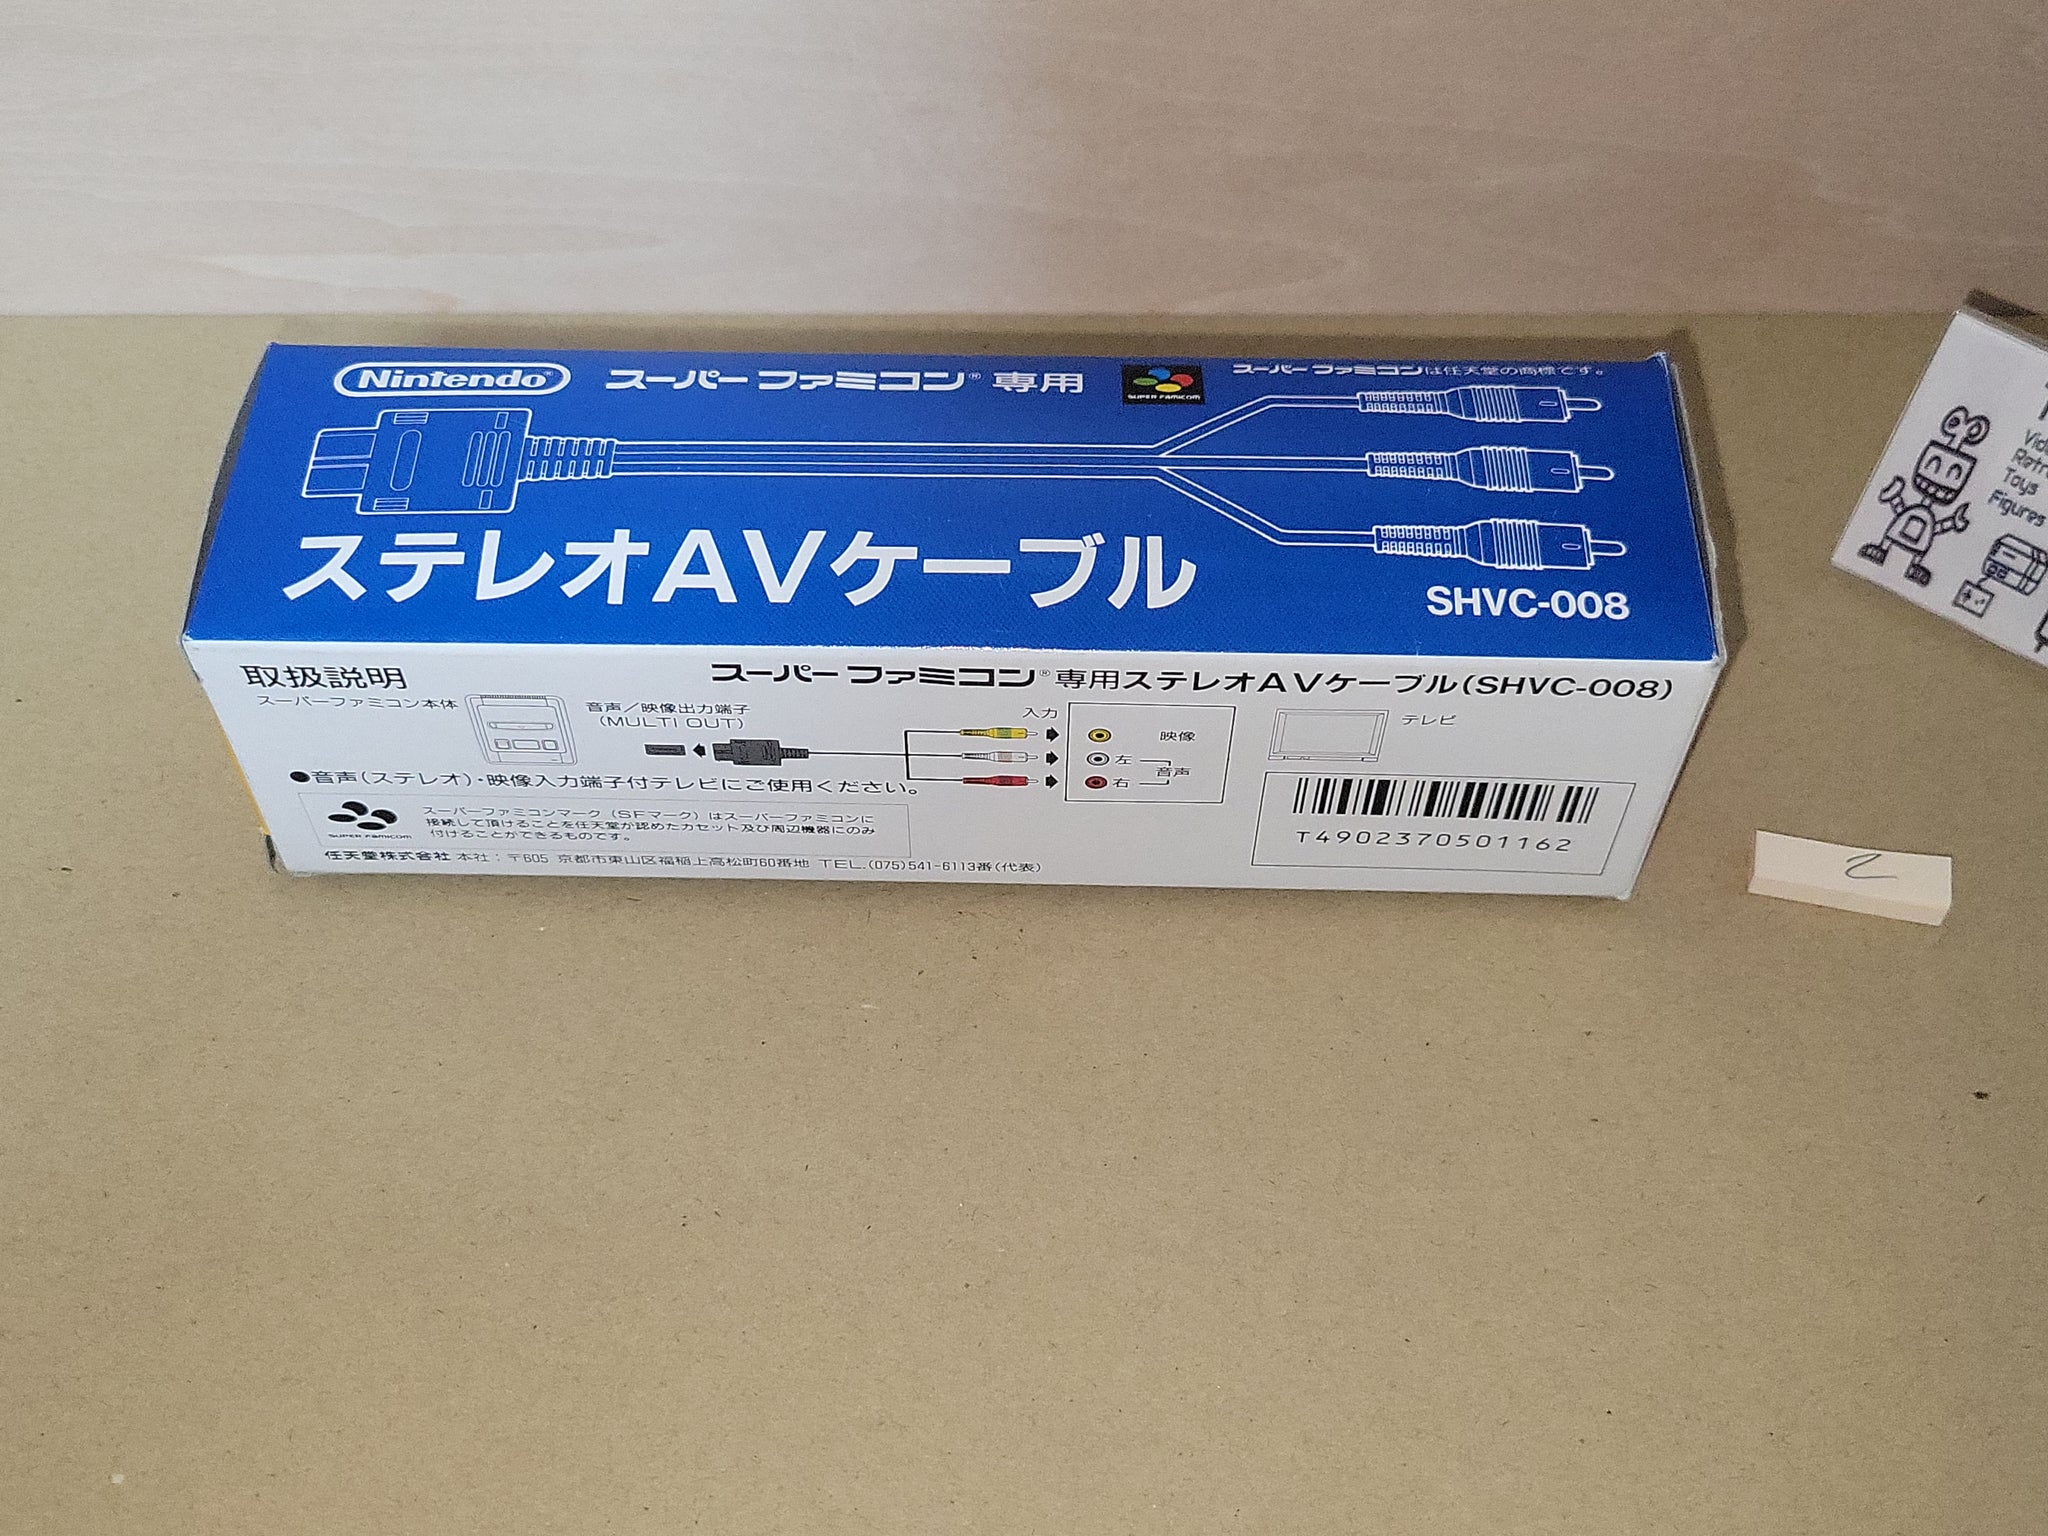 Nintendo® スーパーファミコン® 専用
SUPER FAMICOM
スーパーファミコンは任天堂の商標です。
ステレオAVケーブル
SHVC-008
取扱説明
スーパーファミコン®専用ステレオAVケーブル(SHVC-008)
スーパーファミコン本体
音声／映像出力端子
(MULTI OUT)
入力
映像
左
音声
右
テレビ
●音声(ステレオ)・映像入力端子付テレビにご使用ください。
SUPER FAMICOM
スーパーファミコンマーク（SFマーク）はスーパーファミコンに
接続して頂けることを任天堂が認めたカセット及び周辺機器にのみ
付けることができるものです。
任天堂株式会社 本社：〒605 京都市東山区福稲上高松町60番地 TEL.(075)541-6113番(代表)
T4902370501162
2
Toys
Figures